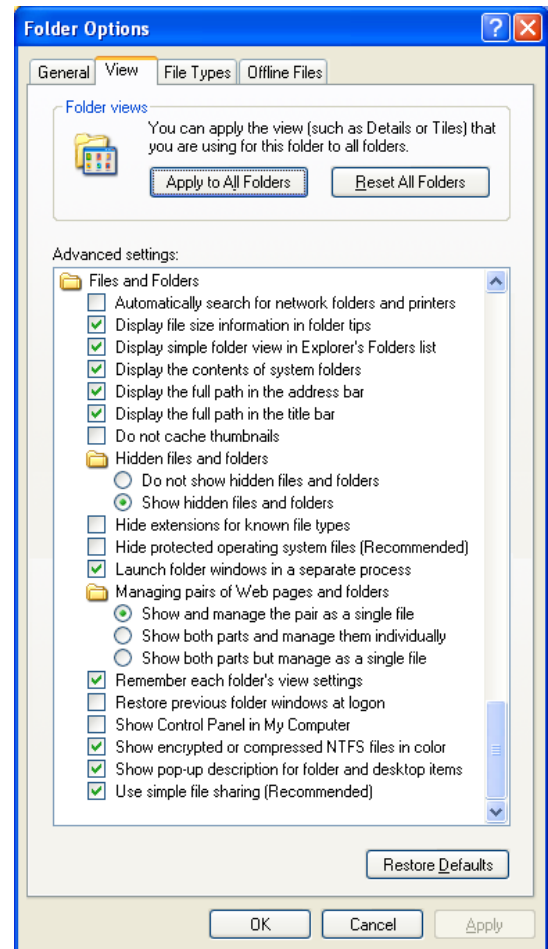 Folder Options
General View File Types Offline Files
Folder views
You can apply the view (such as Details or Tiles) that
you are using for this folder to all folders.
Apply to All Folders Reset All Folders
Advanced settings:
Files and Folders
Automatically search for network folders and printers
Display file size information in folder tips
Display simple folder view in Explorer's Folders list
Display the contents of system folders
Display the full path in the address bar
Display the full path in the title bar
Do not cache thumbnails
Hidden files and folders
Do not show hidden files and folders
Show hidden files and folders
Hide extensions for known file types
Hide protected operating system files (Recommended)
Launch folder windows in a separate process
Managing pairs of Web pages and folders
Show and manage the pair as a single file
Show both parts and manage them individually
Show both parts but manage as a single file
Remember each folder's view settings
Restore previous folder windows at logon
Show Control Panel in My Computer
Show encrypted or compressed NTFS files in color
Show pop-up description for folder and desktop items
Use simple file sharing (Recommended)
Restore Defaults
OK Cancel Apply